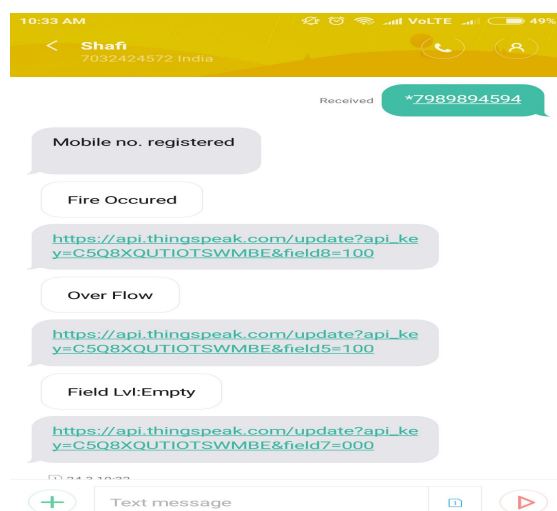 10:33 AM VoLTE 49%
Shafi
7032424572 India
Received *7989894594
Mobile no. registered
Fire Occured
https://api.thingspeak.com/update?api_ke
y=C5Q8XQUTIOTSWMBE&field8=100
Over Flow
https://api.thingspeak.com/update?api_ke
y=C5Q8XQUTIOTSWMBE&field5=100
Field Lvl:Empty
https://api.thingspeak.com/update?api_ke
y=C5Q8XQUTIOTSWMBE&field7=000
Text message 1